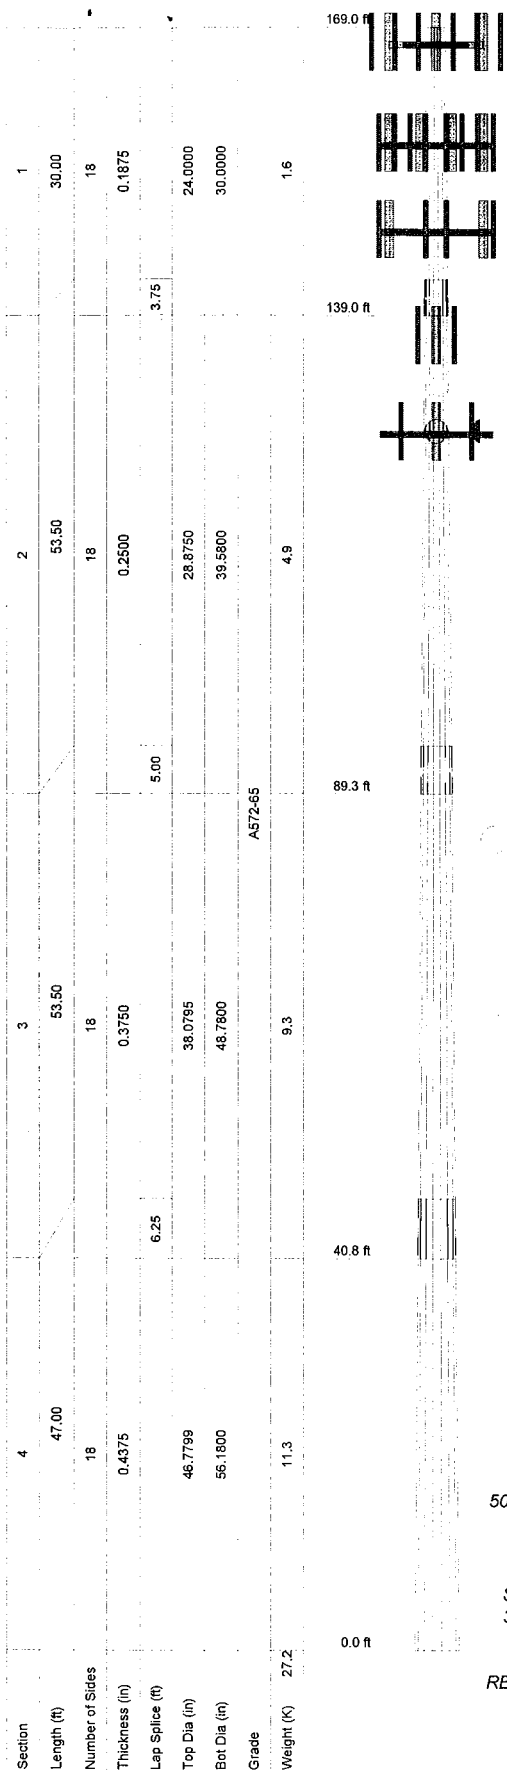 Section 4 3 2 1
Length (ft) 47.00 53.50 53.50 30.00
Number of Sides 18 18 18 18
Thickness (in) 0.4375 0.3750 0.2500 0.1875
Lap Splice (ft) 6.25 5.00 3.75
Top Dia (in) 46.7799 38.0795 28.8750 24.0000
Bot Dia (in) 56.1800 48.7800 39.5800 30.0000
Grade A572-65
Weight (K) 27.2 11.3 9.3 4.9 1.6
169.0 ft
139.0 ft
89.3 ft
40.8 ft
0.0 ft
50
RE